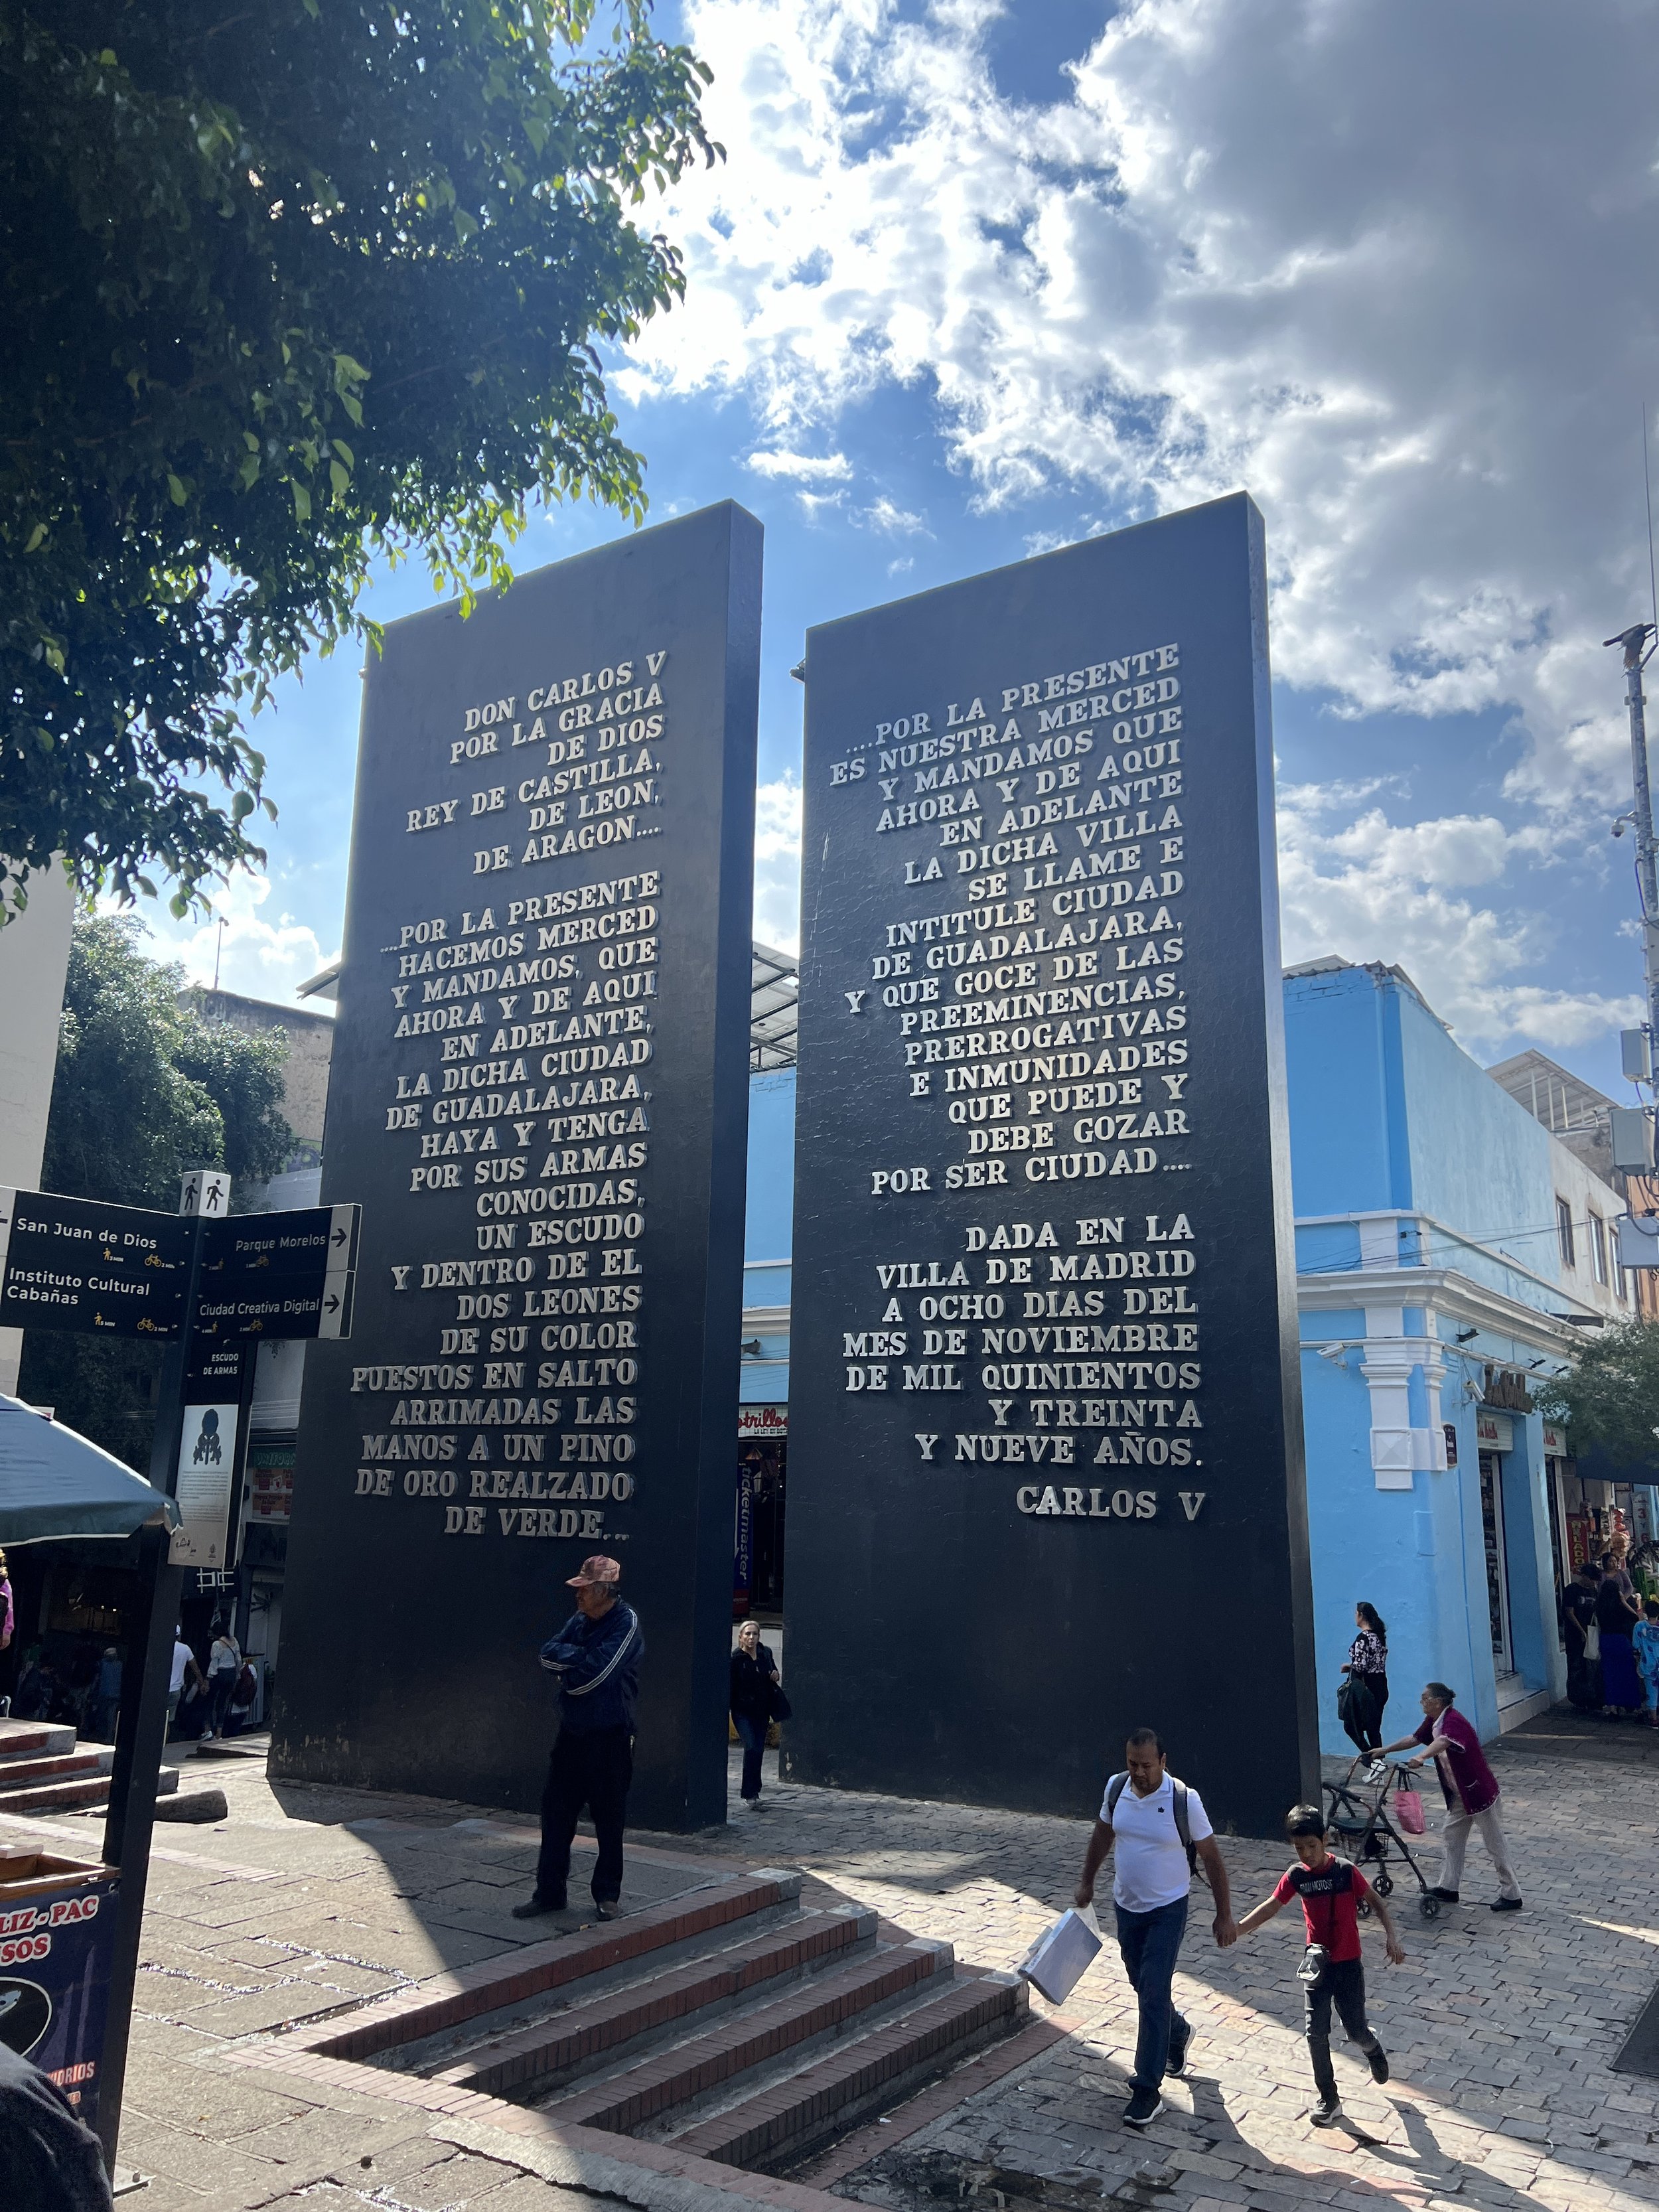 DON CARLOS V
POR LA GRACIA
DE DIOS
REY DE CASTILLA,
DE LEON,
DE ARAGON....
....POR LA PRESENTE
HACEMOS MERCED
Y MANDAMOS, QUE
AHORA Y DE AQUI
EN ADELANTE,
LA DICHA CIUDAD
DE GUADALAJARA,
HAYA Y TENGA
POR SUS ARMAS
CONOCIDAS,
UN ESCUDO
Y DENTRO DE EL
DOS LEONES
DE SU COLOR
PUESTOS EN SALTO
ARRIMADAS LAS
MANOS A UN PINO
DE ORO REALZADO
DE VERDE...
....POR LA PRESENTE
ES NUESTRA MERCED
Y MANDAMOS QUE
AHORA Y DE AQUI
EN ADELANTE
LA DICHA VILLA
SE LLAME E
INTITULE CIUDAD
DE GUADALAJARA,
Y QUE GOCE DE LAS
PREEMINENCIAS,
PRERROGATIVAS
E INMUNIDADES
QUE PUEDE Y
DEBE GOZAR
POR SER CIUDAD....
DADA EN LA
VILLA DE MADRID
A OCHO DIAS DEL
MES DE NOVIEMBRE
DE MIL QUINIENTOS
Y TREINTA
Y NUEVE AÑOS.
CARLOS V
San Juan de Dios
Instituto Cultural
Cabañas
Parque Morelos
Ciudad Creativa Digital
ESCUDO
DE ARMAS
ticketmaster